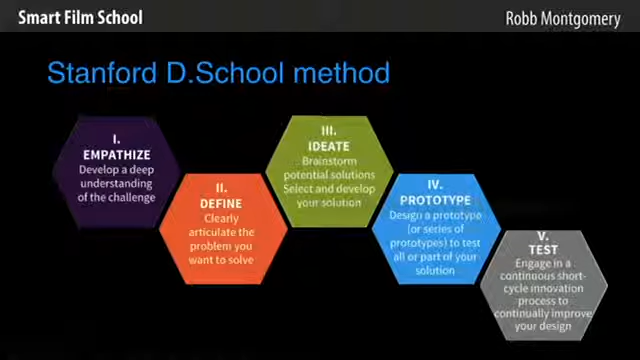 Smart Film School
Robb Montgomery
Stanford D.School method
I.
EMPATHIZE
Develop a deep
understanding
of the challenge
II.
DEFINE
Clearly
articulate the
problem you
want to solve
III.
IDEATE
Brainstorm
potential solutions
Select and develop
your solution
IV.
PROTOTYPE
Design a prototype
(or series of
prototypes) to test
all or part of your
solution
V.
TEST
Engage in a
continuous short-
cycle innovation
process to
continually improve
your design